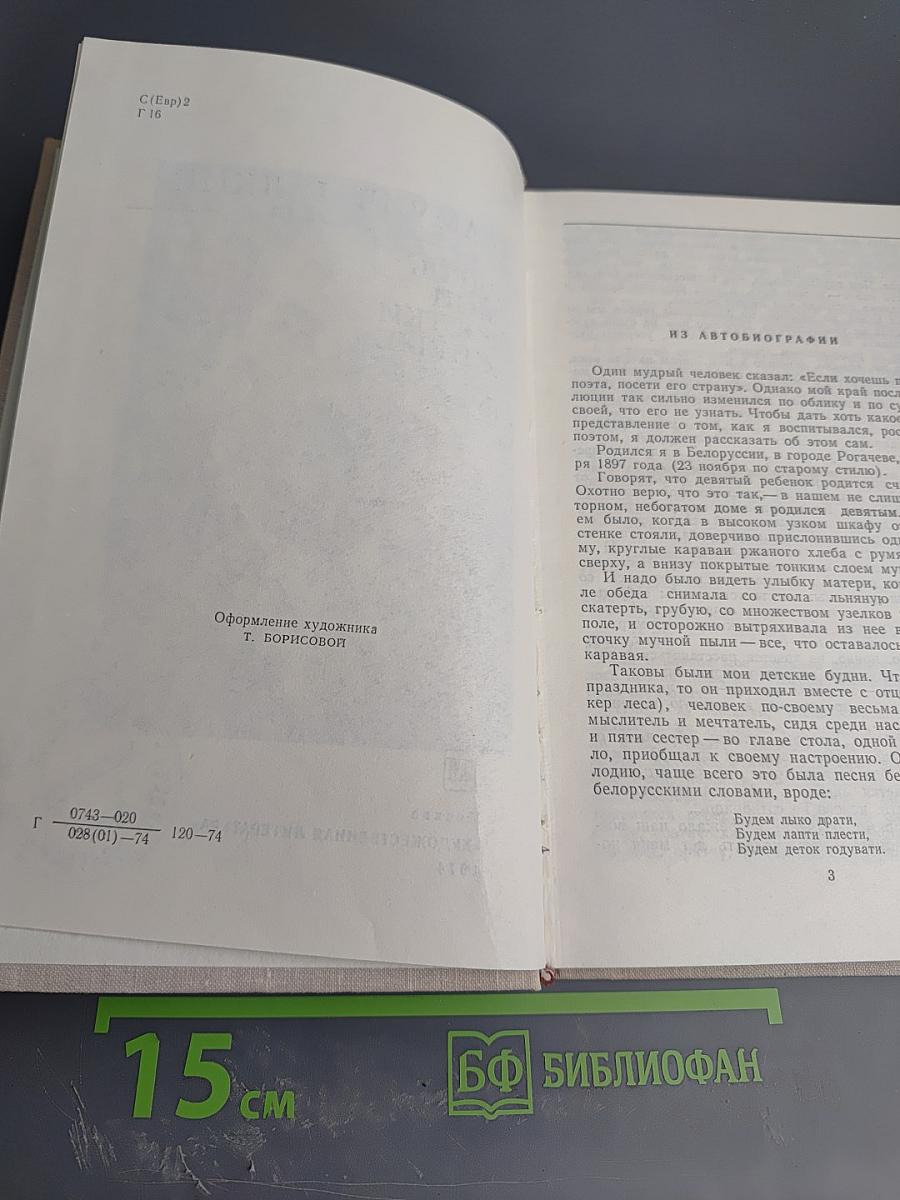 С(Евр)2
Г 16
Оформление художника
Т. БОРИСОВОЙ
Г 0743—020
028(01)—74 120—74
ИЗ АВТОБИОГРАФИИ
Один мудрый человек сказал: «Если хочешь
поэта, посети его страну». Однако мой край
люции так сильно изменился по облику и по
своей, что его не узнать. Чтобы дать хоть
представление о том, как я воспитывался,
поэтом, я должен рассказать об этом сам.
Родился я в Белоруссии, в городе Рогачеве,
ря 1897 года (23 ноября по старому стилю).
Говорят, что девятый ребенок родится
Охотно верю, что это так,— в нашем не
торном, небогатом доме я родился девятым.
ем было, когда в высоком узком шкафу
стенке стояли, доверчиво прислонившись
му, круглые караваи ржаного хлеба с
сверху, а внизу покрытые тонким слоем
И надо было видеть улыбку матери,
ле обеда снимала со стола льняную
скатерть, грубую, со множеством узелков
поле, и осторожно вытряхивала из нее
сточку мучной пыли — все, что оставалось
каравая.
Таковы были мои детские будни.
праздника, то он приходил вместе с
кер леса), человек по-своему весьма
мыслитель и мечтатель, сидя среди
и пяти сестер — во главе стола, одной
ло, приобщал к своему настроению.
лодию, чаще всего это была песня
белорусскими словами, вроде:
Будем лыко драти,
Будем лапти плести,
Будем деток годувати.
3
15 см
БФ БИБЛИОФАН